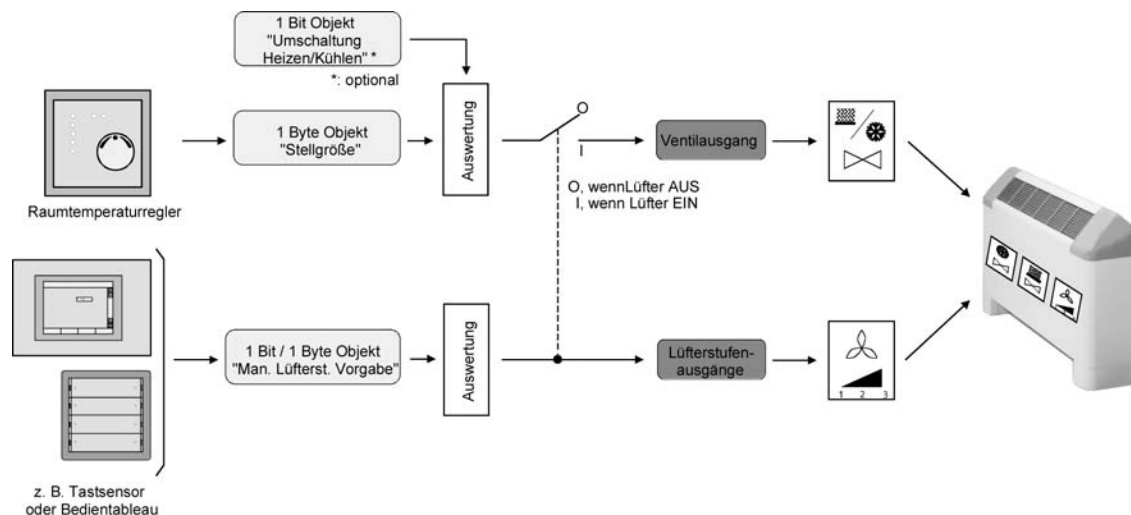 1 Bit Objekt
"Umschaltung
Heizen/Kühlen" *
*: optional
Raumtemperaturregler
1 Byte Objekt
"Stellgröße"
Auswertung
O
I
O, wennLüfter AUS
I, wenn Lüfter EIN
Ventilausgang
z. B. Tastsensor
oder Bedientableau
1 Bit / 1 Byte Objekt
"Man. Lüfterst. Vorgabe"
Auswertung
Lüfterstufen-
ausgänge
1 2 3